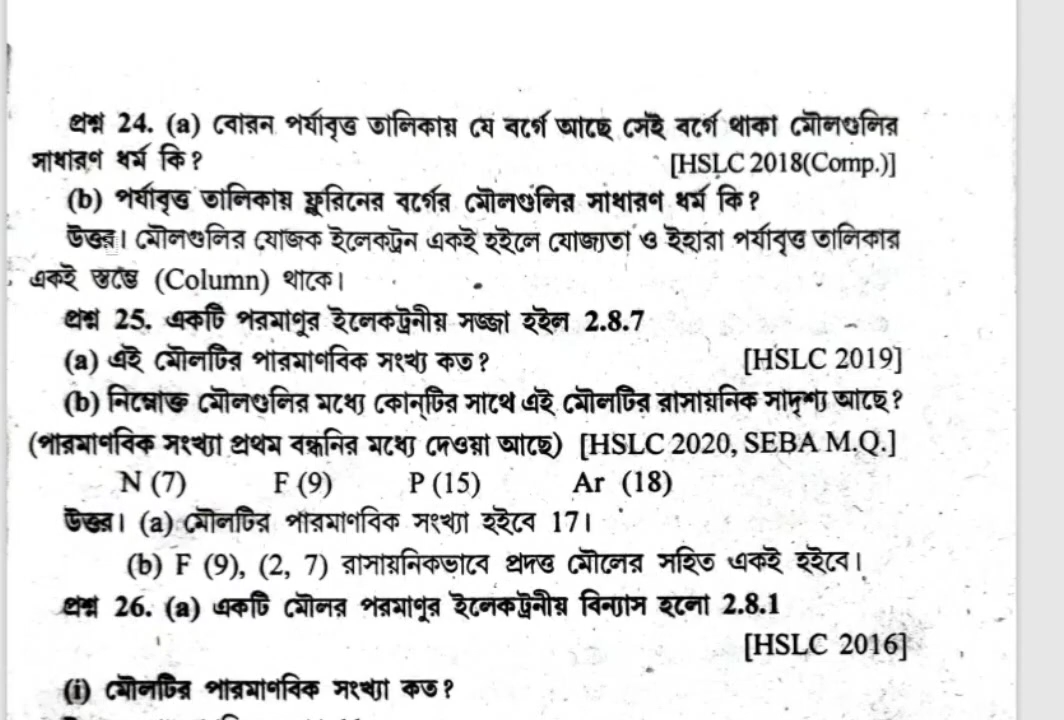 প্রশ্ন 24. (a) বোরন পর্যাবৃত্ত তালিকায় যে বর্গে আছে সেই বর্গে থাকা মৌলগুলির
সাধারণ ধর্ম কি? [HSLC 2018(Comp.)]
(b) পর্যাবৃত্ত তালিকায় ফ্লুরিনের বর্গের মৌলগুলির সাধারণ ধর্ম কি?
উত্তর। মৌলগুলির যোজক ইলেকট্রন একই হইলে যোজ্যতা ও ইহারা পর্যাবৃত্ত তালিকার
একই স্তম্ভে (Column) থাকে।
প্রশ্ন 25. একটি পরমাণুর ইলেকট্রনীয় সজ্জা হইল 2.8.7
(a) এই মৌলটির পারমাণবিক সংখ্য কত? [HSLC 2019]
(b) নিম্নোক্ত মৌলগুলির মধ্যে কোন্‌টির সাথে এই মৌলটির রাসায়নিক সাদৃশ্য আছে?
(পারমাণবিক সংখ্যা প্রথম বন্ধনির মধ্যে দেওয়া আছে) [HSLC 2020, SEBA M.Q.]
N (7) F (9) P (15) Ar (18)
উত্তর। (a) মৌলটির পারমাণবিক সংখ্যা হইবে 17।
(b) F (9), (2, 7) রাসায়নিকভাবে প্রদত্ত মৌলের সহিত একই হইবে।
প্রশ্ন 26. (a) একটি মৌলর পরমাণুর ইলেকট্রনীয় বিন্যাস হলো 2.8.1
[HSLC 2016]
(i) মৌলটির পারমাণবিক সংখ্যা কত?